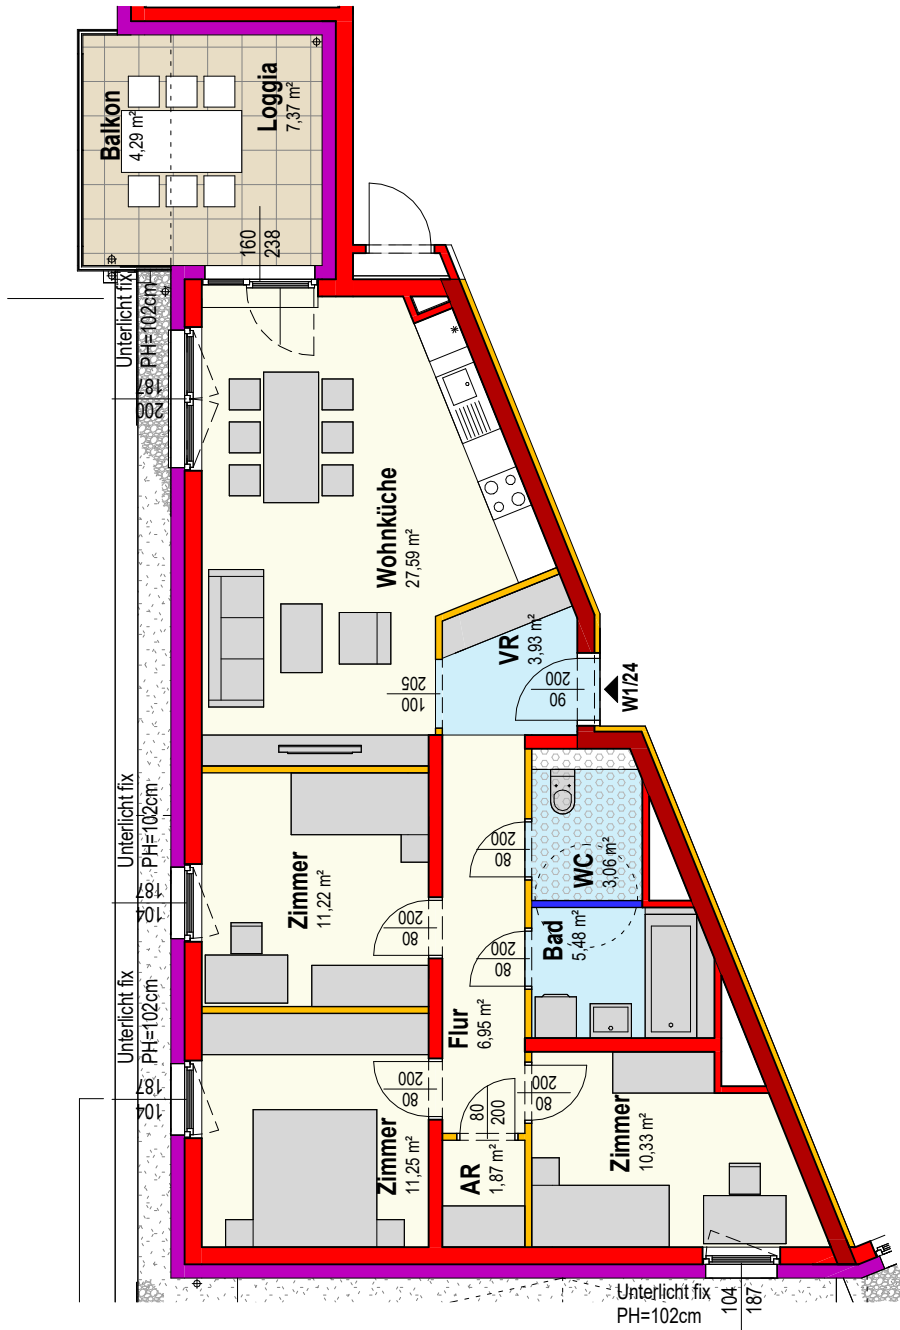 Balkon
4,29 m²
Loggia
7,37 m²
160
238
Unterlicht fix
PH=102cm
187
200
*
Wohnküche
27,59 m²
VR
3,93 m²
100
205
90
200
W1/24
Unterlicht fix
PH=102cm
187
104
Zimmer
11,22 m²
80
200
80
200
WC
3,06 m²
Bad
5,48 m²
80
200
Unterlicht fix
PH=102cm
187
104
Flur
6,95 m²
80
200
80
200
80
200
Zimmer
11,25 m²
AR
1,87 m²
Zimmer
10,33 m²
Unterlicht fix
PH=102cm
104
187